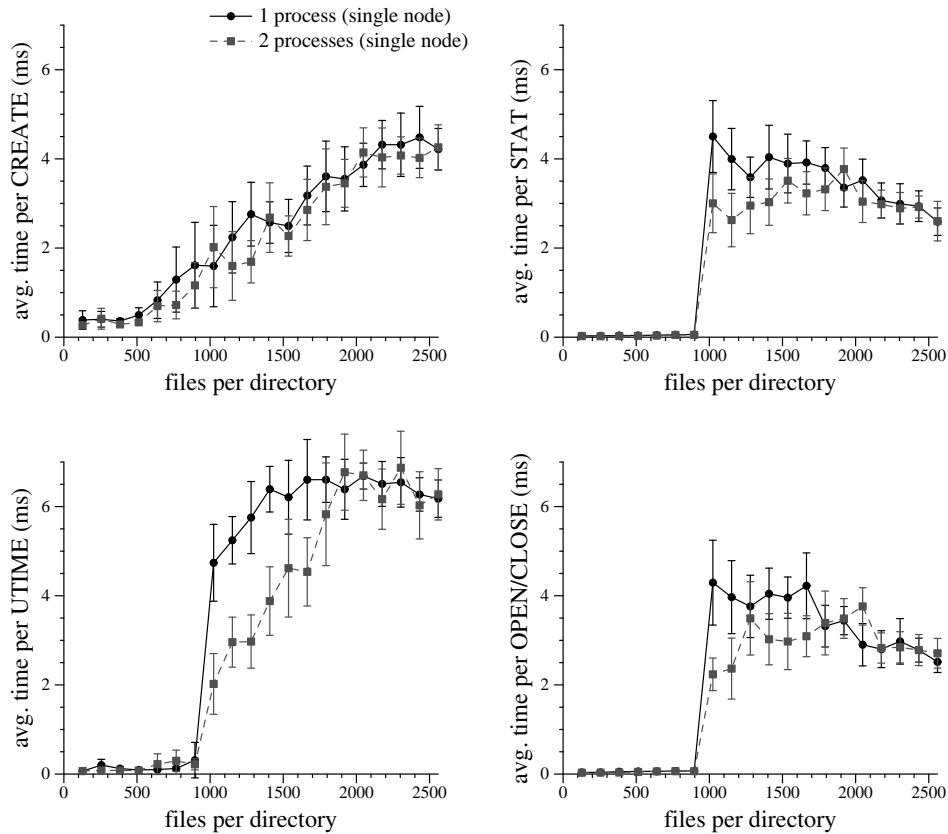 1 process (single node)
2 processes (single node)
avg. time per CREATE (ms)
6
4
2
0
0 500 1000 1500 2000 2500
files per directory
avg. time per STAT (ms)
6
4
2
0
0 500 1000 1500 2000 2500
files per directory
avg. time per UTIME (ms)
6
4
2
0
0 500 1000 1500 2000 2500
files per directory
avg. time per OPEN/CLOSE (ms)
6
4
2
0
0 500 1000 1500 2000 2500
files per directory